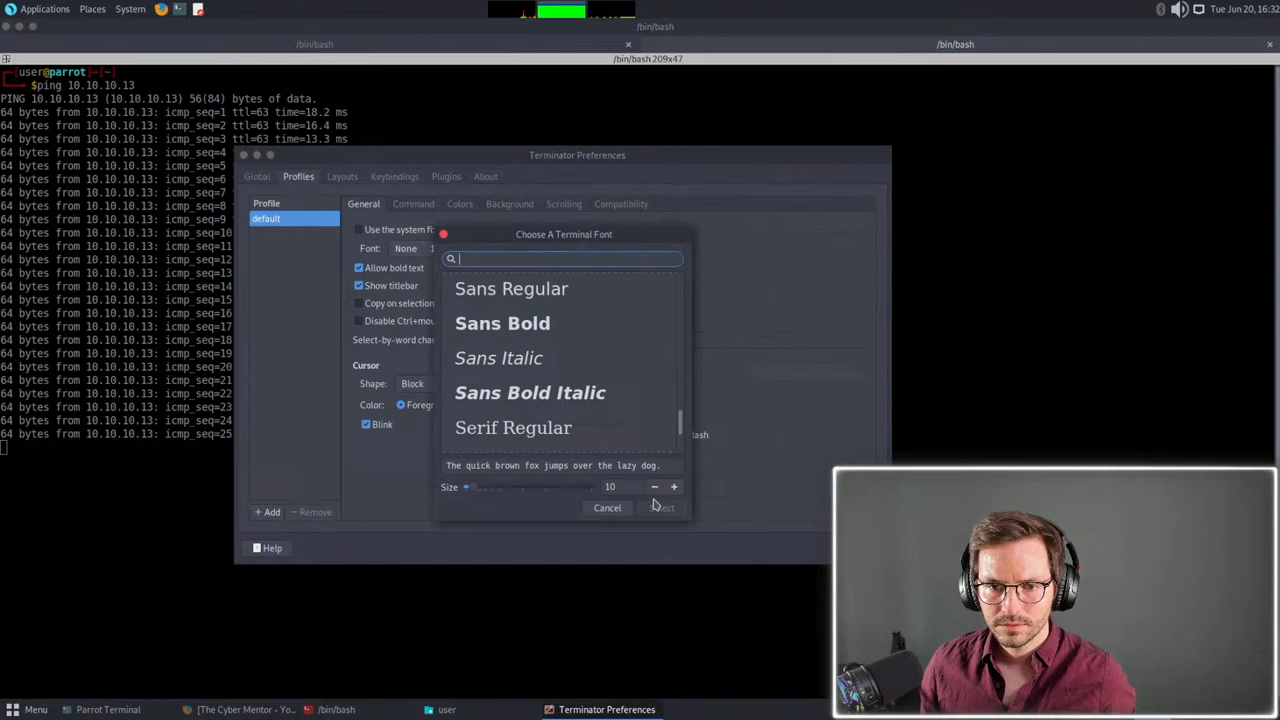 Applications Places System Tue Jun 20, 16:32
/bin/bash
/bin/bash /bin/bash
/bin/bash 209x47
[user@parrot]-[~]
$ping 10.10.10.13
PING 10.10.10.13 (10.10.10.13) 56(84) bytes of data.
64 bytes from 10.10.10.13: icmp_seq=1 ttl=63 time=18.2 ms
64 bytes from 10.10.10.13: icmp_seq=2 ttl=63 time=16.4 ms
64 bytes from 10.10.10.13: icmp_seq=3 ttl=63 time=13.3 ms
64 bytes from 10.10.10.13: icmp_seq=4
64 bytes from 10.10.10.13: icmp_seq=5
64 bytes from 10.10.10.13: icmp_seq=6
64 bytes from 10.10.10.13: icmp_seq=7
64 bytes from 10.10.10.13: icmp_seq=8
64 bytes from 10.10.10.13: icmp_seq=9
64 bytes from 10.10.10.13: icmp_seq=10
64 bytes from 10.10.10.13: icmp_seq=11
64 bytes from 10.10.10.13: icmp_seq=12
64 bytes from 10.10.10.13: icmp_seq=13
64 bytes from 10.10.10.13: icmp_seq=14
64 bytes from 10.10.10.13: icmp_seq=15
64 bytes from 10.10.10.13: icmp_seq=16
64 bytes from 10.10.10.13: icmp_seq=17
64 bytes from 10.10.10.13: icmp_seq=18
64 bytes from 10.10.10.13: icmp_seq=19
64 bytes from 10.10.10.13: icmp_seq=20
64 bytes from 10.10.10.13: icmp_seq=21
64 bytes from 10.10.10.13: icmp_seq=22
64 bytes from 10.10.10.13: icmp_seq=23
64 bytes from 10.10.10.13: icmp_seq=24
64 bytes from 10.10.10.13: icmp_seq=25
Terminator Preferences
Global Profiles Layouts Keybindings Plugins About
Profile
default
+ Add − Remove
Help
General Command Colors Background Scrolling Compatibility
Use the system
Font: None
Allow bold text
Show titlebar
Copy on selection
Disable
Select-by-word
Cursor
Shape: Block
Color:
Blink
Choose A Terminal Font
Sans Regular
Sans Bold
Sans Italic
Sans Bold Italic
Serif Regular
The quick brown fox jumps over the lazy dog.
Size 10 − +
Cancel Select
Menu Parrot Terminal [The Cyber Mentor - Yo... /bin/bash user Terminator Preferences